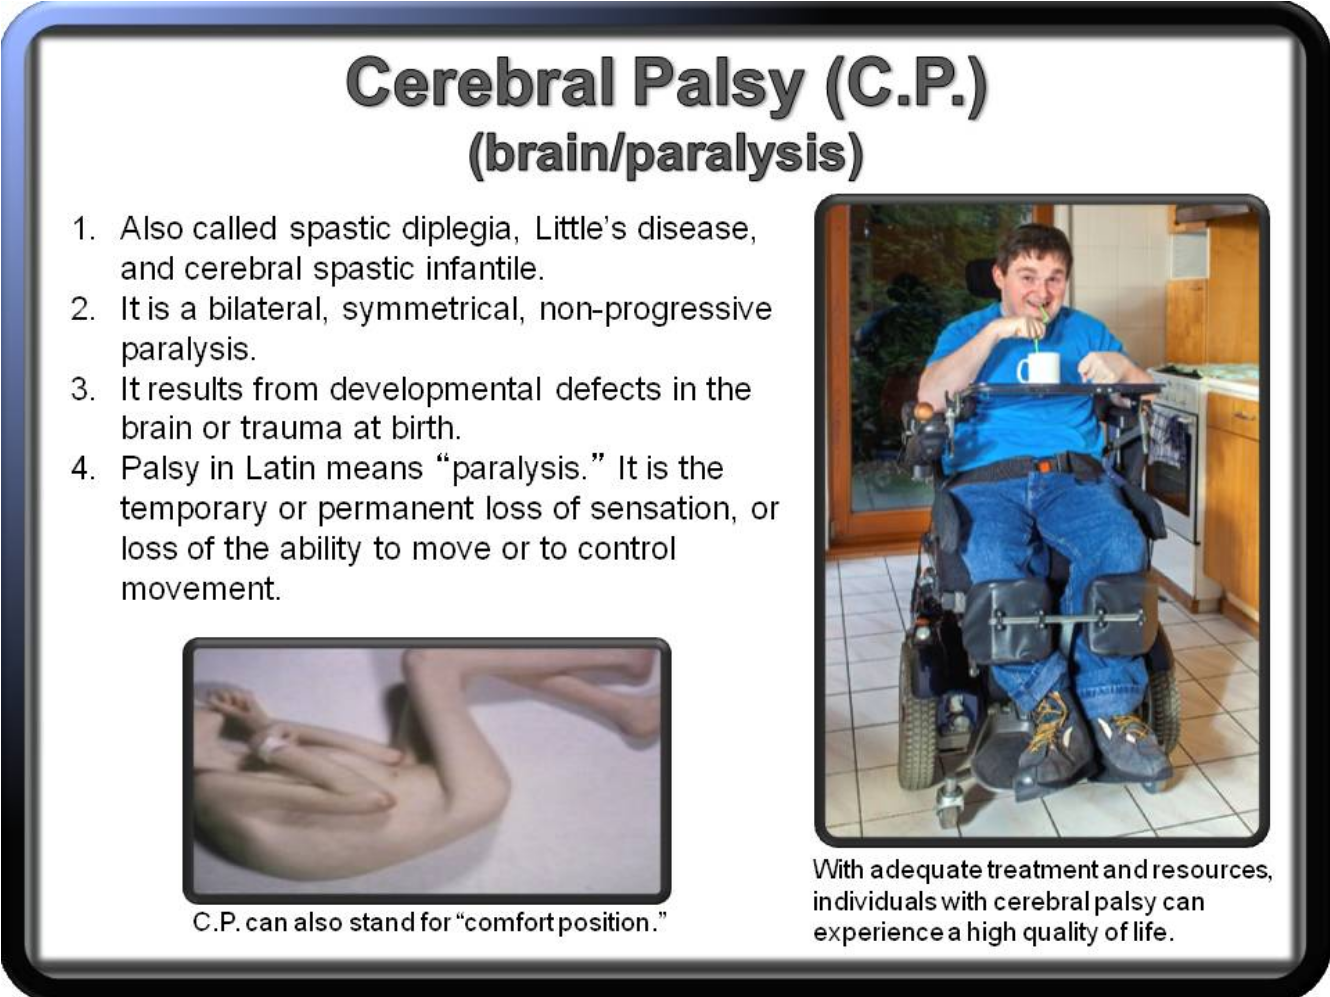 Cerebral Palsy (C.P.)
(brain/paralysis)
1. Also called spastic diplegia, Little’s disease,
and cerebral spastic infantile.
2. It is a bilateral, symmetrical, non-progressive
paralysis.
3. It results from developmental defects in the
brain or trauma at birth.
4. Palsy in Latin means “paralysis.” It is the
temporary or permanent loss of sensation, or
loss of the ability to move or to control
movement.
C.P. can also stand for “comfort position.”
With adequate treatment and resources,
individuals with cerebral palsy can
experience a high quality of life.